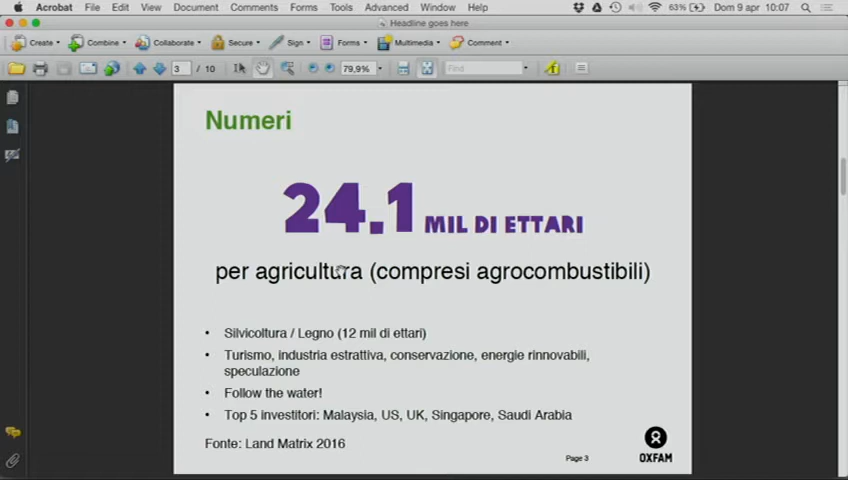 Acrobat File Edit View Document Comments Forms Tools Advanced Window Help 63% Dom 9 apr 10:07
Headline goes here
Create Combine Collaborate Secure Sign Forms Multimedia Comment
3 / 10 79,9% Find
Numeri
24.1 MIL DI ETTARI
per agricultura (compresi agrocombustibili)
• Silvicoltura / Legno (12 mil di ettari)
• Turismo, industria estrattiva, conservazione, energie rinnovabili,
speculazione
• Follow the water!
• Top 5 investitori: Malaysia, US, UK, Singapore, Saudi Arabia
Fonte: Land Matrix 2016
Page 3
OXFAM